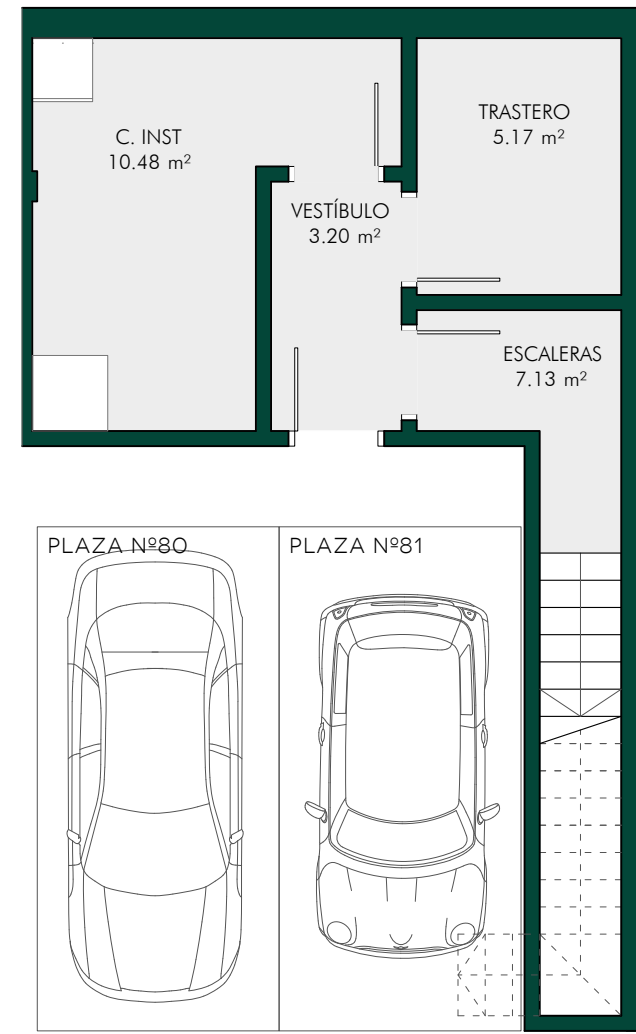 TRASTERO
5.17 m²
C. INST
10.48 m²
VESTÍBULO
3.20 m²
ESCALERAS
7.13 m²
PLAZA Nº80
PLAZA Nº81